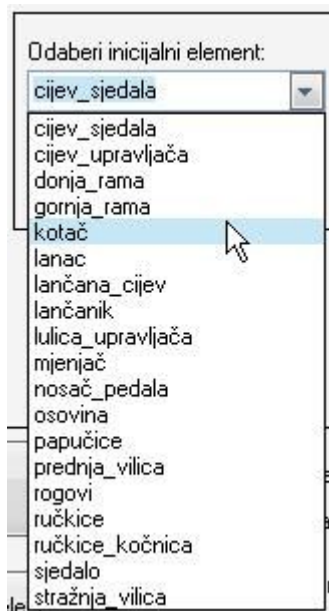 Odaberi inicijalni element:
cijev_sjedala
cijev_sjedala
cijev_upravljača
donja_rama
gornja_rama
kotač
lanac
lančana_cijev
lančanik
lulica_upravljača
mjenjač
nosač_pedala
osovina
papučice
prednja_vilica
rogovi
ručkice
ručkice_kočnica
sjedalo
stražnja_vilica